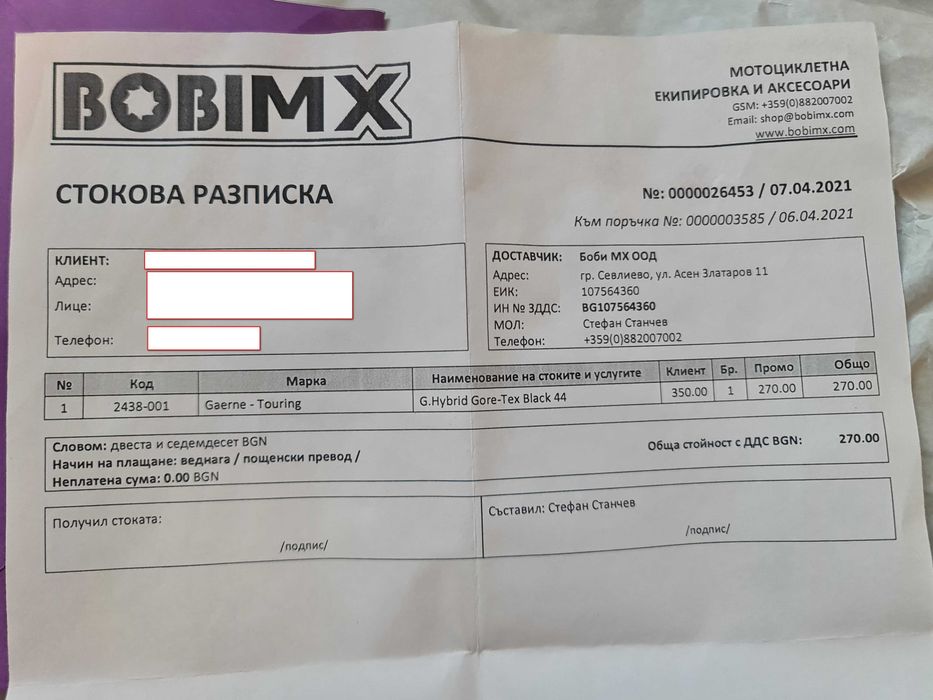 BOBIMX
МОТОЦИКЛЕТНА
ЕКИПИРОВКА И АКСЕСОАРИ
GSM: +359(0)882007002
Email: shop@bobimx.com
www.bobimx.com
СТОКОВА РАЗПИСКА
№: 0000026453 / 07.04.2021
Към поръчка №: 0000003585 / 06.04.2021
КЛИЕНТ:
Адрес:
Лице:
Телефон:
ДОСТАВЧИК: Боби МХ ООД
Адрес: гр. Севлиево, ул. Асен Златаров 11
ЕИК: 107564360
ИН № ЗДДС: BG107564360
МОЛ: Стефан Станчев
Телефон: +359(0)882007002
№ Код Марка Наименование на стоките и услугите Клиент Бр. Промо Общо
1 2438-001 Gaerne - Touring G.Hybrid Gore-Tex Black 44 350.00 1 270.00 270.00
Словом: двеста и седемдесет BGN
Обща стойност с ДДС BGN: 270.00
Начин на плащане: веднага / пощенски превод /
Неплатена сума: 0.00 BGN
Получил стоката:
/подпис/
Съставил: Стефан Станчев
/подпис/